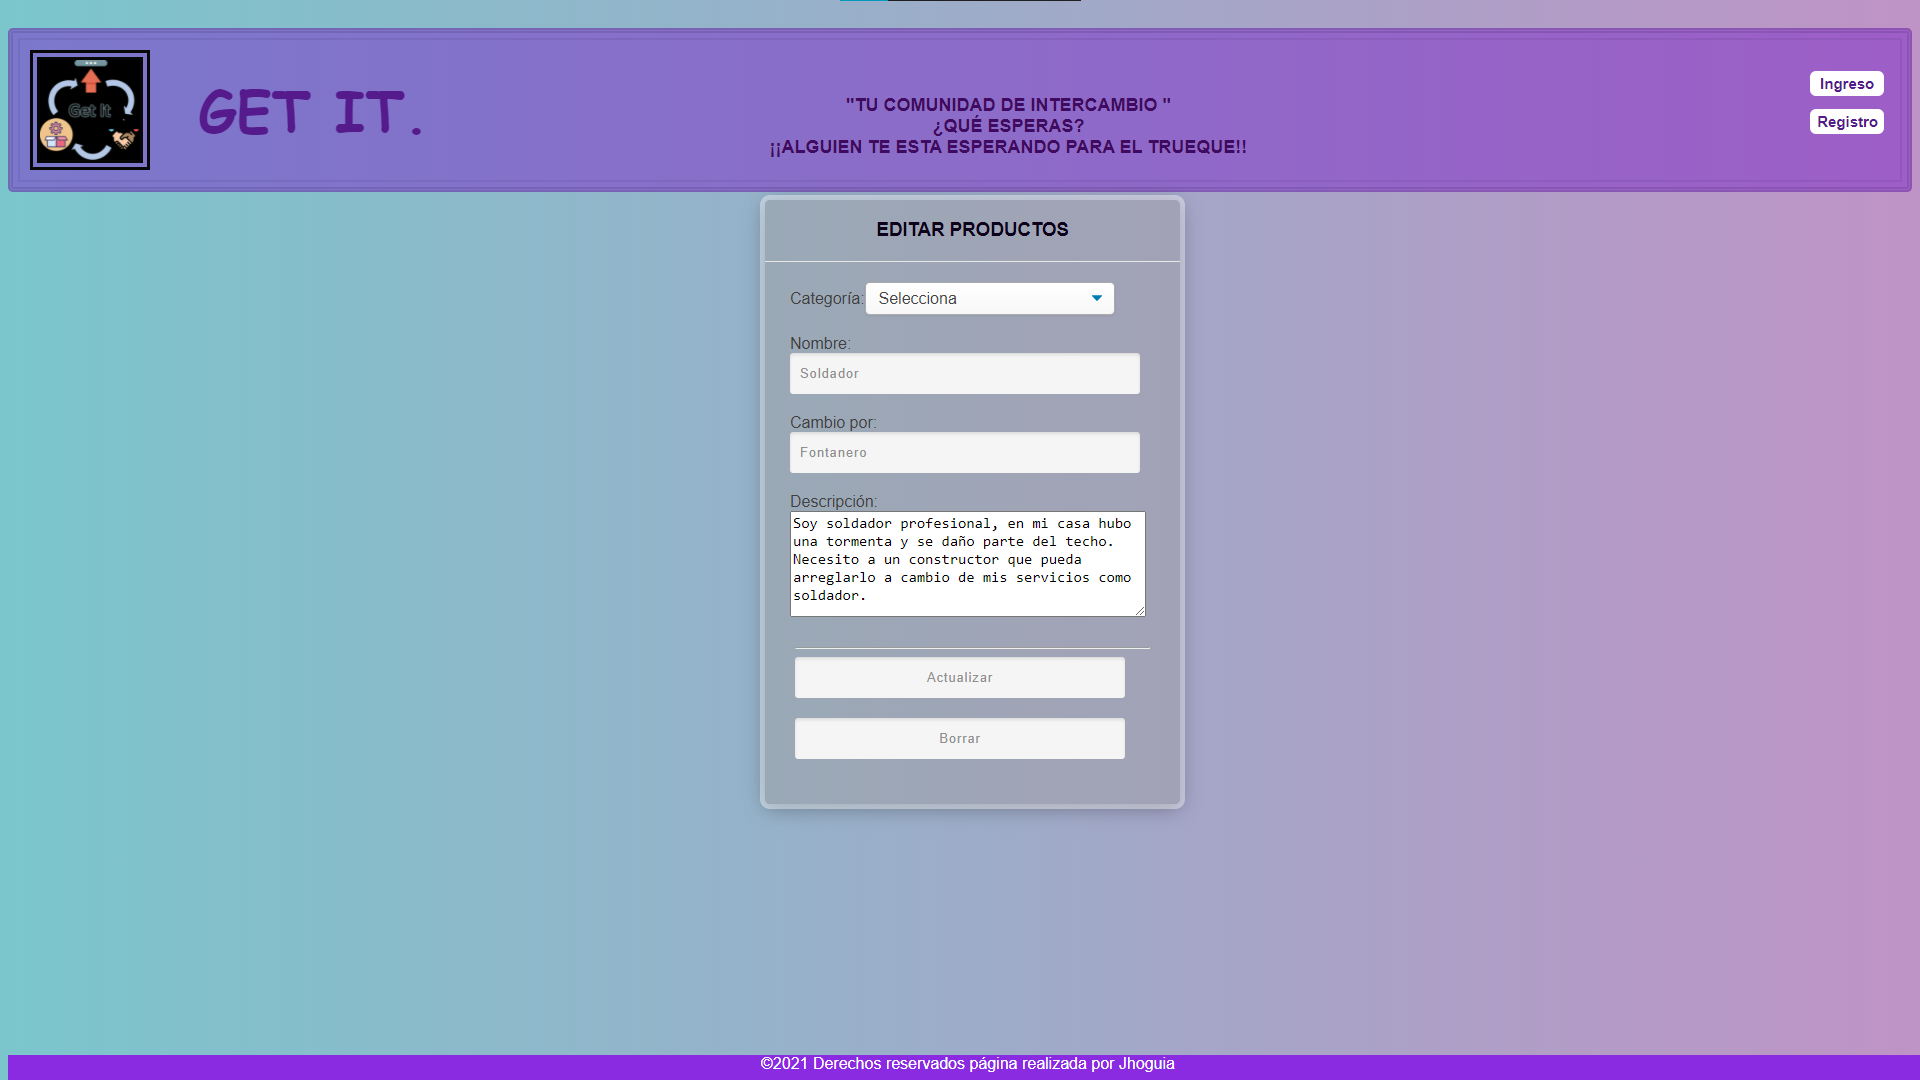 Get It
GET IT.
"TU COMUNIDAD DE INTERCAMBIO "
¿QUÉ ESPERAS?
¡¡ALGUIEN TE ESTA ESPERANDO PARA EL TRUEQUE!!
Ingreso
Registro
EDITAR PRODUCTOS
Categoría: Selecciona
Nombre:
Soldador
Cambio por:
Fontanero
Descripción:
Soy soldador profesional, en mi casa hubo
una tormenta y se daño parte del techo.
Necesito a un constructor que pueda
arreglarlo a cambio de mis servicios como
soldador.
Actualizar
Borrar
©2021 Derechos reservados página realizada por Jhoguia